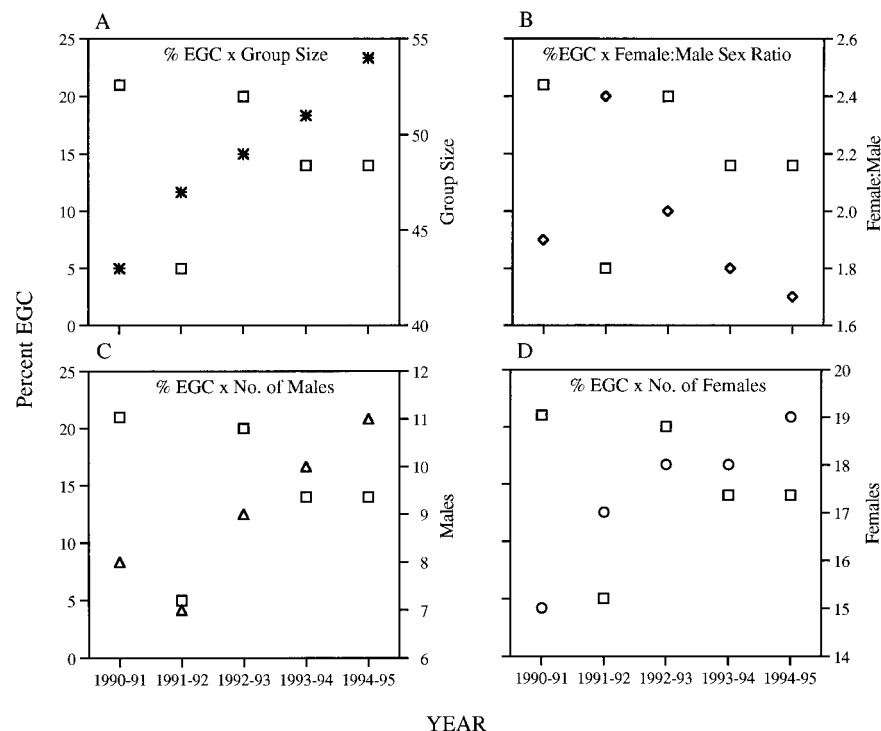 A
% EGC x Group Size
25
20
15
10
5
0
55
50
45
40
Group Size
B
%EGC x Female:Male Sex Ratio
2.6
2.4
2.2
2.0
1.8
1.6
Female:Male
Percent EGC
C
% EGC x No. of Males
25
20
15
10
5
0
12
11
10
9
8
7
6
Males
1990-91 1991-92 1992-93 1993-94 1994-95
D
% EGC x No. of Females
20
19
18
17
16
15
14
Females
1990-91 1991-92 1992-93 1993-94 1994-95
YEAR